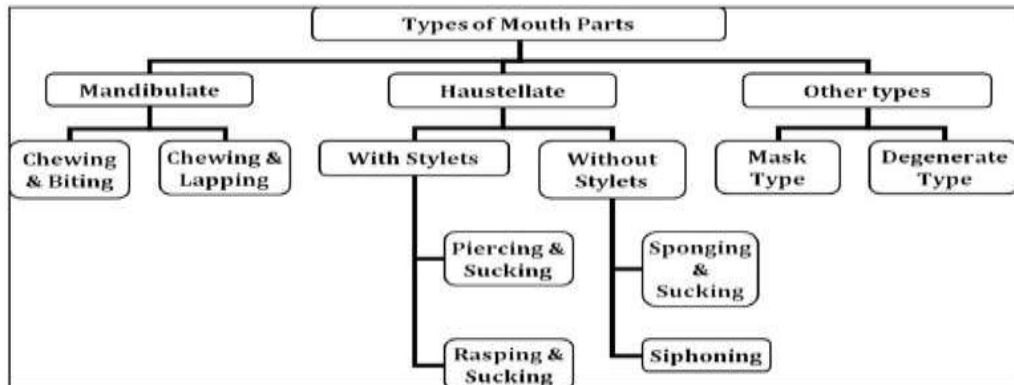 Types of Mouth Parts
Mandibulate
Haustellate
Other types
Chewing
& Biting
Chewing &
Lapping
With Stylets
Without
Stylets
Mask
Type
Degenerate
Type
Piercing &
Sucking
Sponging
&
Sucking
Rasping &
Sucking
Siphoning